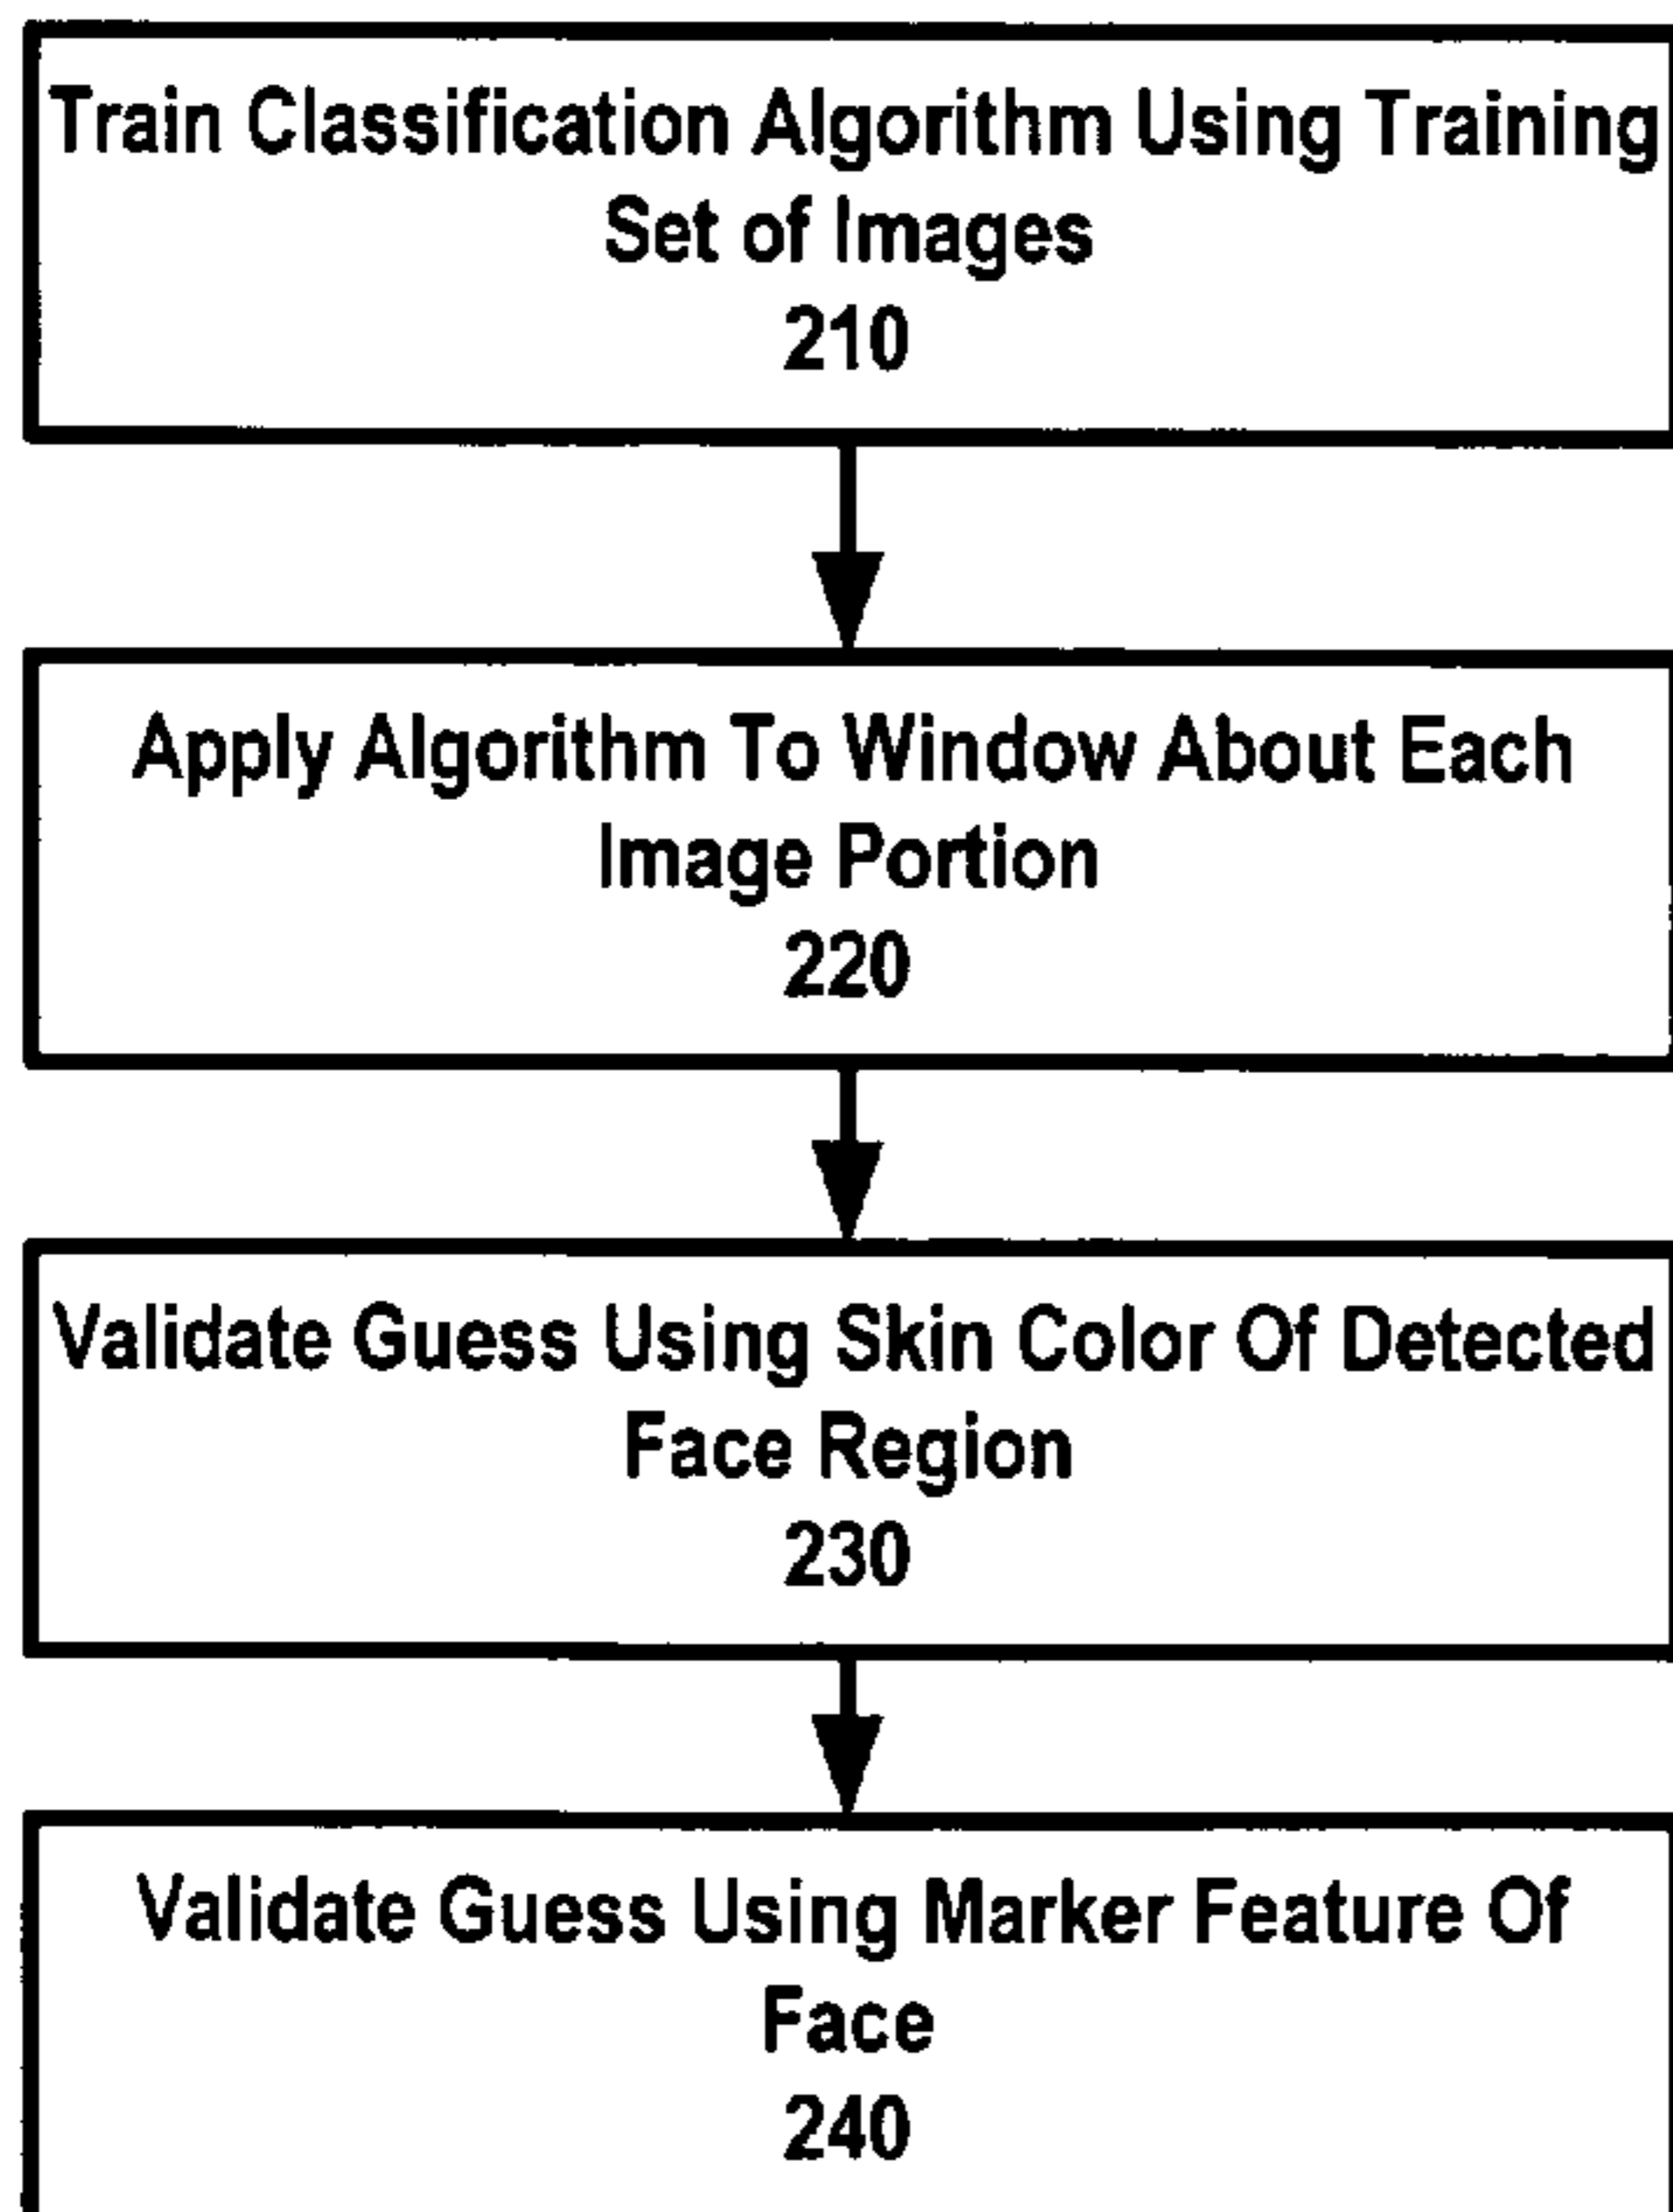 Train Classification Algorithm Using Training
Set of Images
210
Apply Algorithm To Window About Each
Image Portion
220
Validate Guess Using Skin Color Of Detected
Face Region
230
Validate Guess Using Marker Feature Of
Face
240